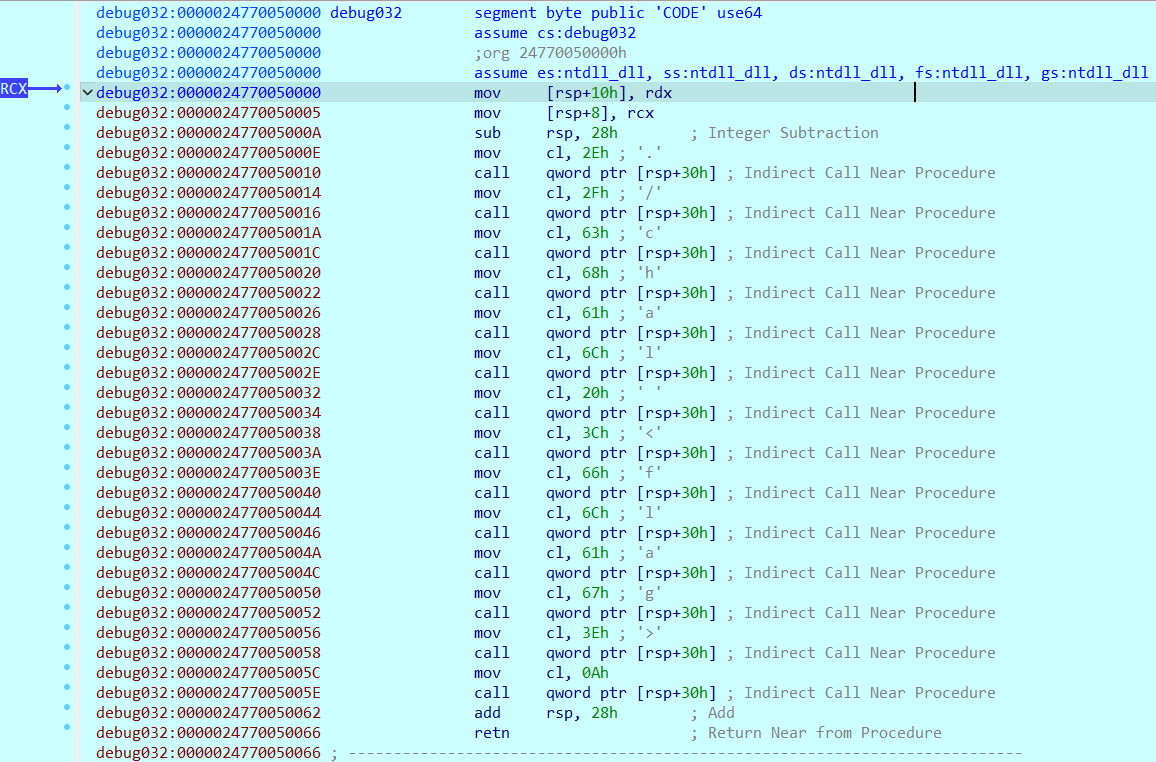 debug032:0000024770050000 debug032 segment byte public 'CODE' use64
debug032:0000024770050000 assume cs:debug032
debug032:0000024770050000 ;org 24770050000h
debug032:0000024770050000 assume es:ntdll_dll, ss:ntdll_dll, ds:ntdll_dll, fs:ntdll_dll, gs:ntdll_dll
RCX debug032:0000024770050000 mov [rsp+10h], rdx
debug032:0000024770050005 mov [rsp+8], rcx
debug032:000002477005000A sub rsp, 28h ; Integer Subtraction
debug032:000002477005000E mov cl, 2Eh ; '.'
debug032:0000024770050010 call qword ptr [rsp+30h] ; Indirect Call Near Procedure
debug032:0000024770050014 mov cl, 2Fh ; '/'
debug032:0000024770050016 call qword ptr [rsp+30h] ; Indirect Call Near Procedure
debug032:000002477005001A mov cl, 63h ; 'c'
debug032:000002477005001C call qword ptr [rsp+30h] ; Indirect Call Near Procedure
debug032:0000024770050020 mov cl, 68h ; 'h'
debug032:0000024770050022 call qword ptr [rsp+30h] ; Indirect Call Near Procedure
debug032:0000024770050026 mov cl, 61h ; 'a'
debug032:0000024770050028 call qword ptr [rsp+30h] ; Indirect Call Near Procedure
debug032:000002477005002C mov cl, 6Ch ; 'l'
debug032:000002477005002E call qword ptr [rsp+30h] ; Indirect Call Near Procedure
debug032:0000024770050032 mov cl, 20h ; ' '
debug032:0000024770050034 call qword ptr [rsp+30h] ; Indirect Call Near Procedure
debug032:0000024770050038 mov cl, 3Ch ; '<'
debug032:000002477005003A call qword ptr [rsp+30h] ; Indirect Call Near Procedure
debug032:000002477005003E mov cl, 66h ; 'f'
debug032:0000024770050040 call qword ptr [rsp+30h] ; Indirect Call Near Procedure
debug032:0000024770050044 mov cl, 6Ch ; 'l'
debug032:0000024770050046 call qword ptr [rsp+30h] ; Indirect Call Near Procedure
debug032:000002477005004A mov cl, 61h ; 'a'
debug032:000002477005004C call qword ptr [rsp+30h] ; Indirect Call Near Procedure
debug032:0000024770050050 mov cl, 67h ; 'g'
debug032:0000024770050052 call qword ptr [rsp+30h] ; Indirect Call Near Procedure
debug032:0000024770050056 mov cl, 3Eh ; '>'
debug032:0000024770050058 call qword ptr [rsp+30h] ; Indirect Call Near Procedure
debug032:000002477005005C mov cl, 0Ah
debug032:000002477005005E call qword ptr [rsp+30h] ; Indirect Call Near Procedure
debug032:0000024770050062 add rsp, 28h ; Add
debug032:0000024770050066 retn ; Return Near from Procedure
debug032:0000024770050066 ; ---------------------------------------------------------------------------